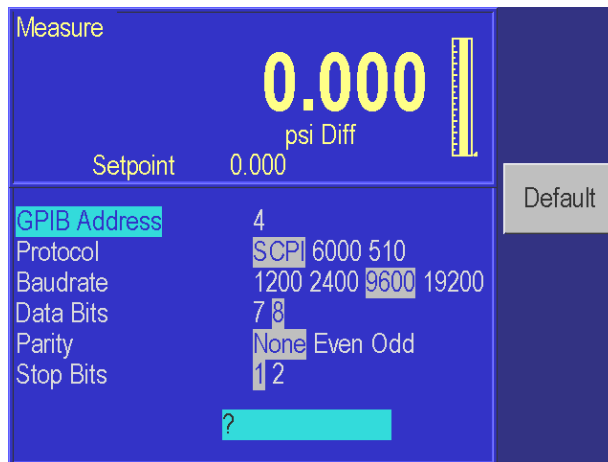 Measure
0.000
psi Diff
Setpoint 0.000
Default
GPIB Address 4
Protocol SCPI 6000 510
Baudrate 1200 2400 9600 19200
Data Bits 7 8
Parity None Even Odd
Stop Bits 1 2
?